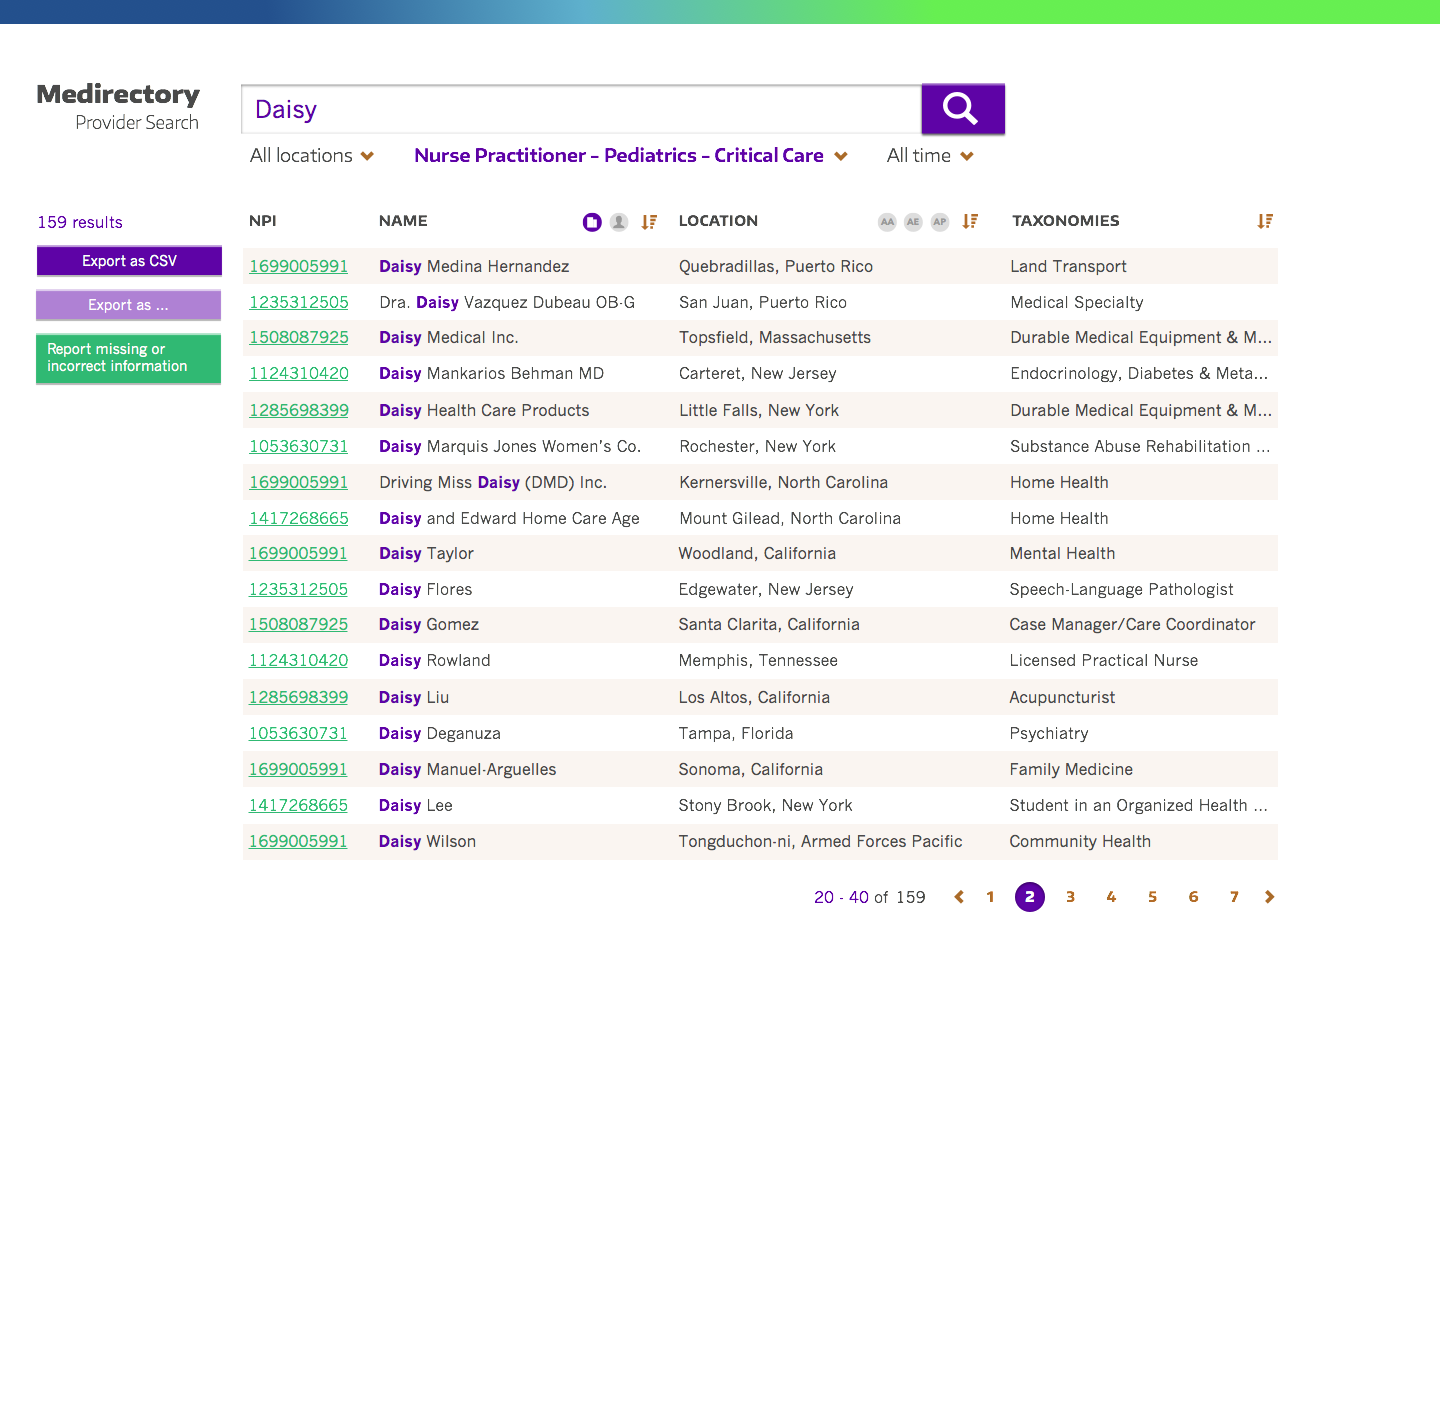 Medirectory
Provider Search
Daisy
All locations
Nurse Practitioner - Pediatrics - Critical Care
All time
159 results
Export as CSV
Export as ...
Report missing or
incorrect information
NPI NAME LOCATION AA AE AP TAXONOMIES
1699005991 Daisy Medina Hernandez Quebradillas, Puerto Rico Land Transport
1235312505 Dra. Daisy Vazquez Dubeau OB-G San Juan, Puerto Rico Medical Specialty
1508087925 Daisy Medical Inc. Topsfield, Massachusetts Durable Medical Equipment & M...
1124310420 Daisy Mankarios Behman MD Carteret, New Jersey Endocrinology, Diabetes & Meta...
1285698399 Daisy Health Care Products Little Falls, New York Durable Medical Equipment & M...
1053630731 Daisy Marquis Jones Women's Co. Rochester, New York Substance Abuse Rehabilitation ...
1699005991 Driving Miss Daisy (DMD) Inc. Kernersville, North Carolina Home Health
1417268665 Daisy and Edward Home Care Age Mount Gilead, North Carolina Home Health
1699005991 Daisy Taylor Woodland, California Mental Health
1235312505 Daisy Flores Edgewater, New Jersey Speech-Language Pathologist
1508087925 Daisy Gomez Santa Clarita, California Case Manager/Care Coordinator
1124310420 Daisy Rowland Memphis, Tennessee Licensed Practical Nurse
1285698399 Daisy Liu Los Altos, California Acupuncturist
1053630731 Daisy Deganuza Tampa, Florida Psychiatry
1699005991 Daisy Manuel-Arguelles Sonoma, California Family Medicine
1417268665 Daisy Lee Stony Brook, New York Student in an Organized Health ...
1699005991 Daisy Wilson Tongduchon-ni, Armed Forces Pacific Community Health
20 - 40 of 159 1 2 3 4 5 6 7